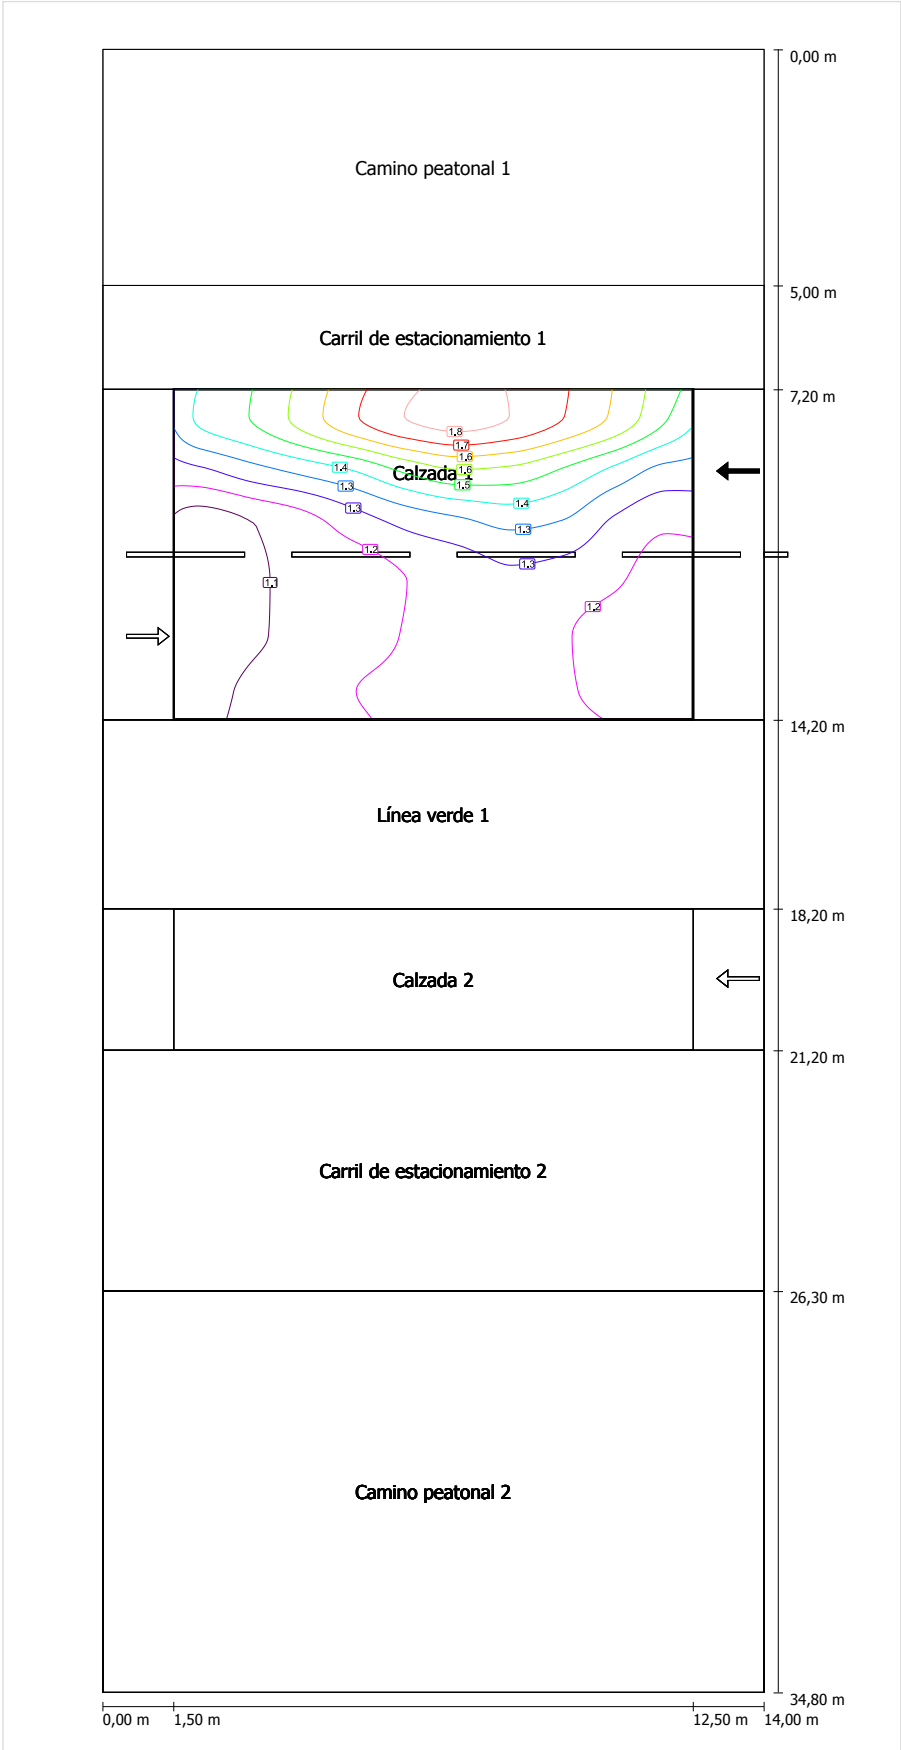 0,00 m
Camino peatonal 1
5,00 m
Carril de estacionamiento 1
7,20 m
1.8
1.7
1.6
1.4
Calzada 1
1.6
1.3
1.5
1.4
1.3
1.3
1.2
1.3
1.1
1.2
14,20 m
Línea verde 1
18,20 m
Calzada 2
21,20 m
Carril de estacionamiento 2
26,30 m
Camino peatonal 2
34,80 m
0,00 m 1,50 m 12,50 m 14,00 m